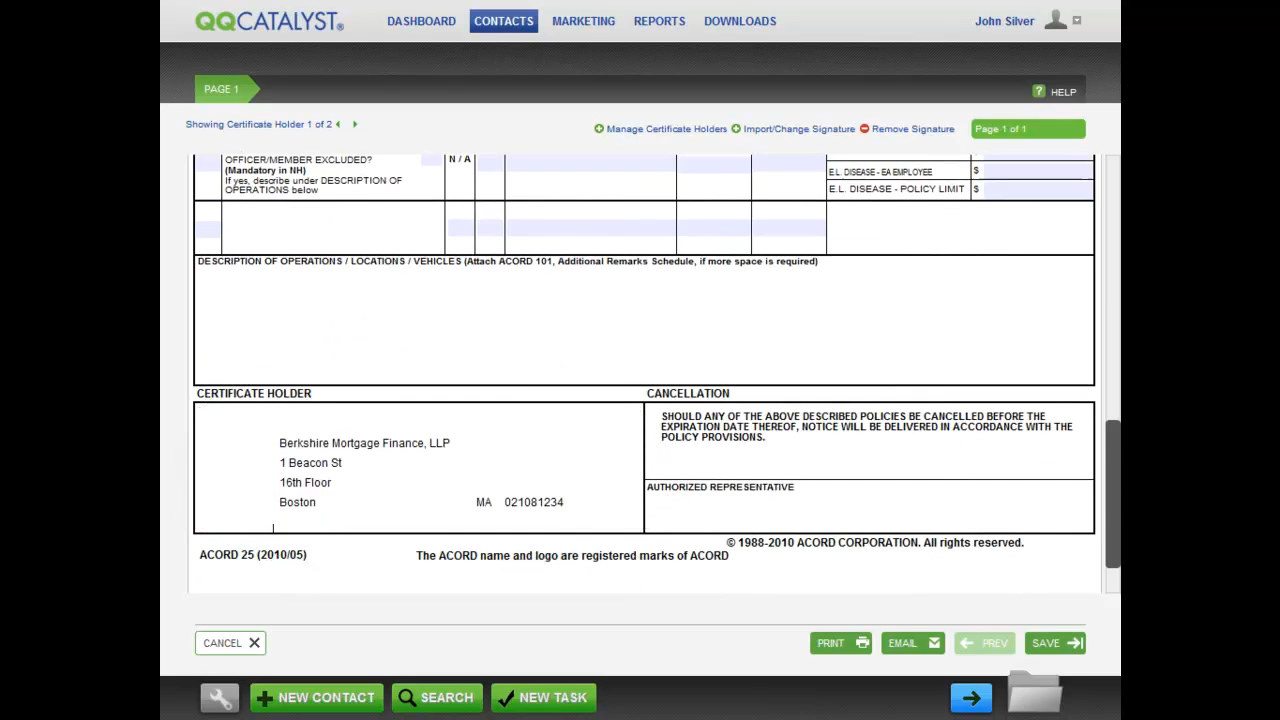 QQCATALYST®
DASHBOARD CONTACTS MARKETING REPORTS DOWNLOADS
John Silver
PAGE 1
? HELP
Showing Certificate Holder 1 of 2
Manage Certificate Holders Import/Change Signature Remove Signature
Page 1 of 1
OFFICER/MEMBER EXCLUDED?
(Mandatory in NH)
If yes, describe under DESCRIPTION OF
OPERATIONS below
N / A
E.L. DISEASE - EA EMPLOYEE $
E.L. DISEASE - POLICY LIMIT $
DESCRIPTION OF OPERATIONS / LOCATIONS / VEHICLES (Attach ACORD 101, Additional Remarks Schedule, if more space is required)
CERTIFICATE HOLDER
Berkshire Mortgage Finance, LLP
1 Beacon St
16th Floor
Boston MA 021081234
CANCELLATION
SHOULD ANY OF THE ABOVE DESCRIBED POLICIES BE CANCELLED BEFORE THE
EXPIRATION DATE THEREOF, NOTICE WILL BE DELIVERED IN ACCORDANCE WITH THE
POLICY PROVISIONS.
AUTHORIZED REPRESENTATIVE
© 1988-2010 ACORD CORPORATION. All rights reserved.
ACORD 25 (2010/05) The ACORD name and logo are registered marks of ACORD
CANCEL
PRINT EMAIL PREV SAVE
NEW CONTACT SEARCH NEW TASK